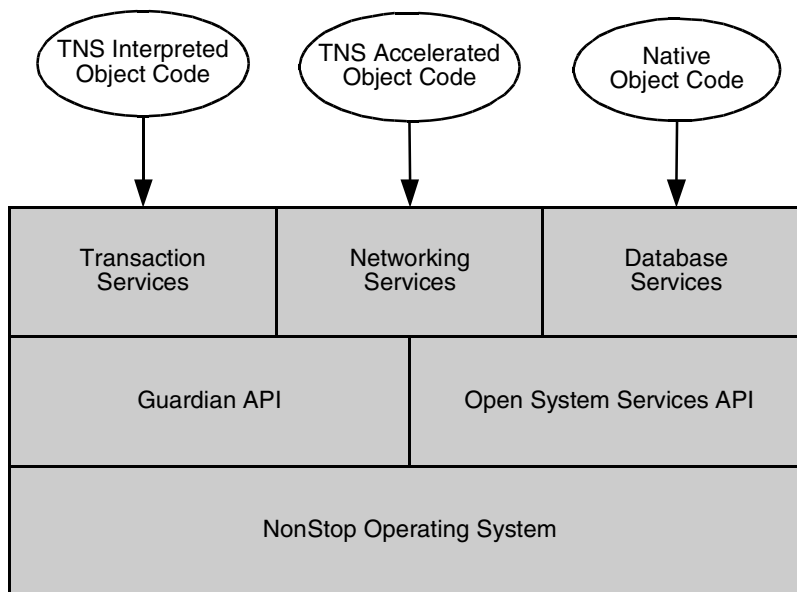 TNS Interpreted
Object Code
TNS Accelerated
Object Code
Native
Object Code
Transaction
Services
Networking
Services
Database
Services
Guardian API
Open System Services API
NonStop Operating System